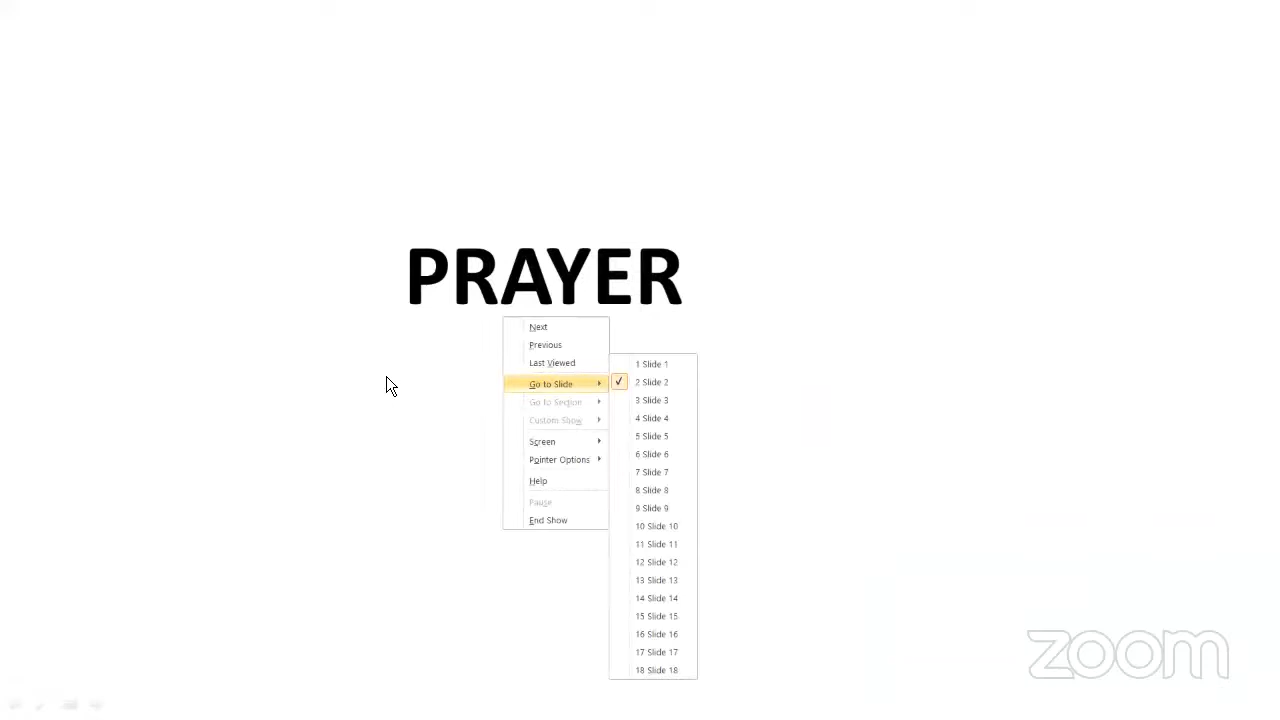 PRAYER
Next
Previous
Last Viewed
Go to Slide
Go to Section
Custom Show
Screen
Pointer Options
Help
Pause
End Show
✓
1 Slide 1
2 Slide 2
3 Slide 3
4 Slide 4
5 Slide 5
6 Slide 6
7 Slide 7
8 Slide 8
9 Slide 9
10 Slide 10
11 Slide 11
12 Slide 12
13 Slide 13
14 Slide 14
15 Slide 15
16 Slide 16
17 Slide 17
18 Slide 18
zoom